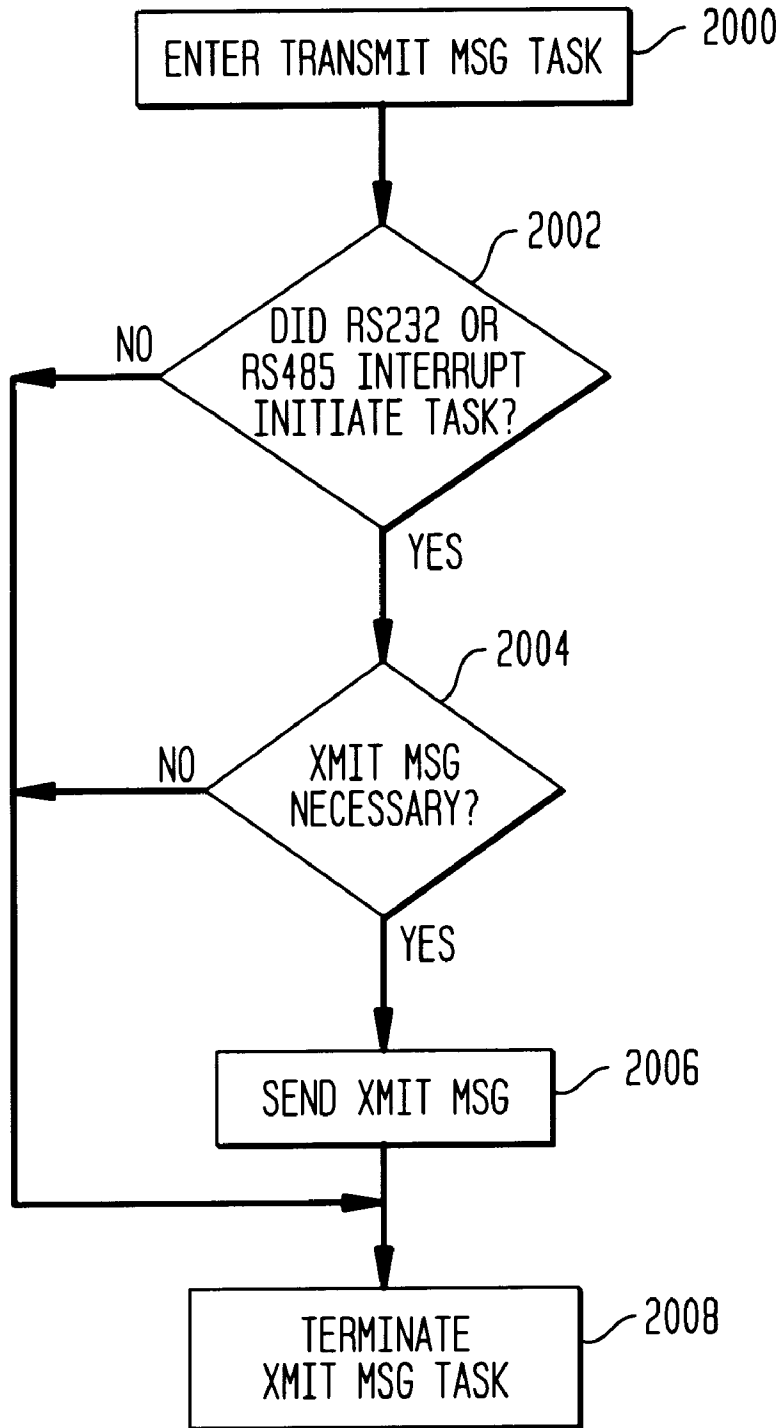 ENTER TRANSMIT MSG TASK
2000
2002
DID RS232 OR
RS485 INTERRUPT
INITIATE TASK?
NO
YES
2004
XMIT MSG
NECESSARY?
NO
YES
SEND XMIT MSG
2006
TERMINATE
XMIT MSG TASK
2008